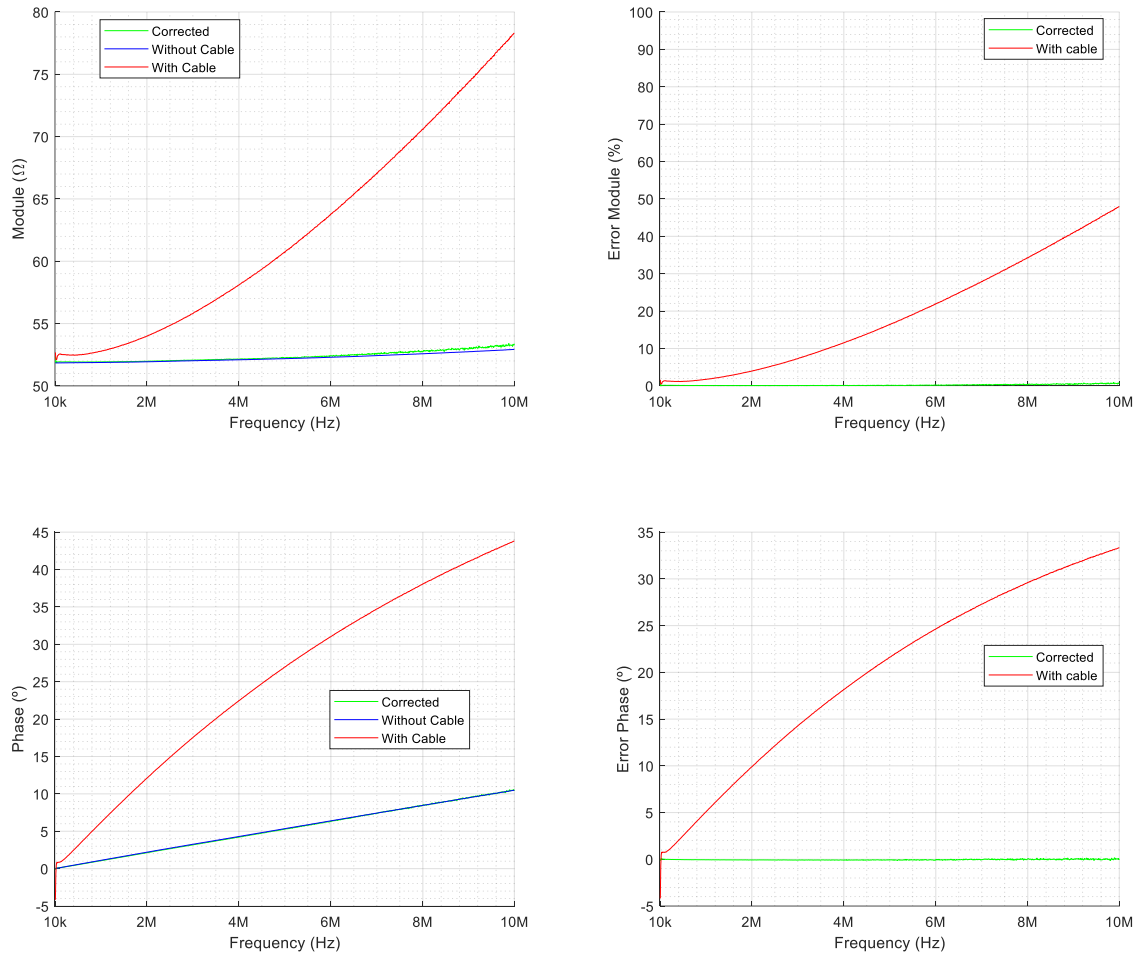 80
75
70
65
60
55
50
Module (Ω)
Corrected
Without Cable
With Cable
10k 2M 4M 6M 8M 10M
Frequency (Hz)
100
90
80
70
60
50
40
30
20
10
0
Error Module (%)
Corrected
With cable
10k 2M 4M 6M 8M 10M
Frequency (Hz)
45
40
35
30
25
20
15
10
5
0
-5
Phase (º)
Corrected
Without Cable
With Cable
10k 2M 4M 6M 8M 10M
Frequency (Hz)
35
30
25
20
15
10
5
0
-5
Error Phase (º)
Corrected
With cable
10k 2M 4M 6M 8M 10M
Frequency (Hz)